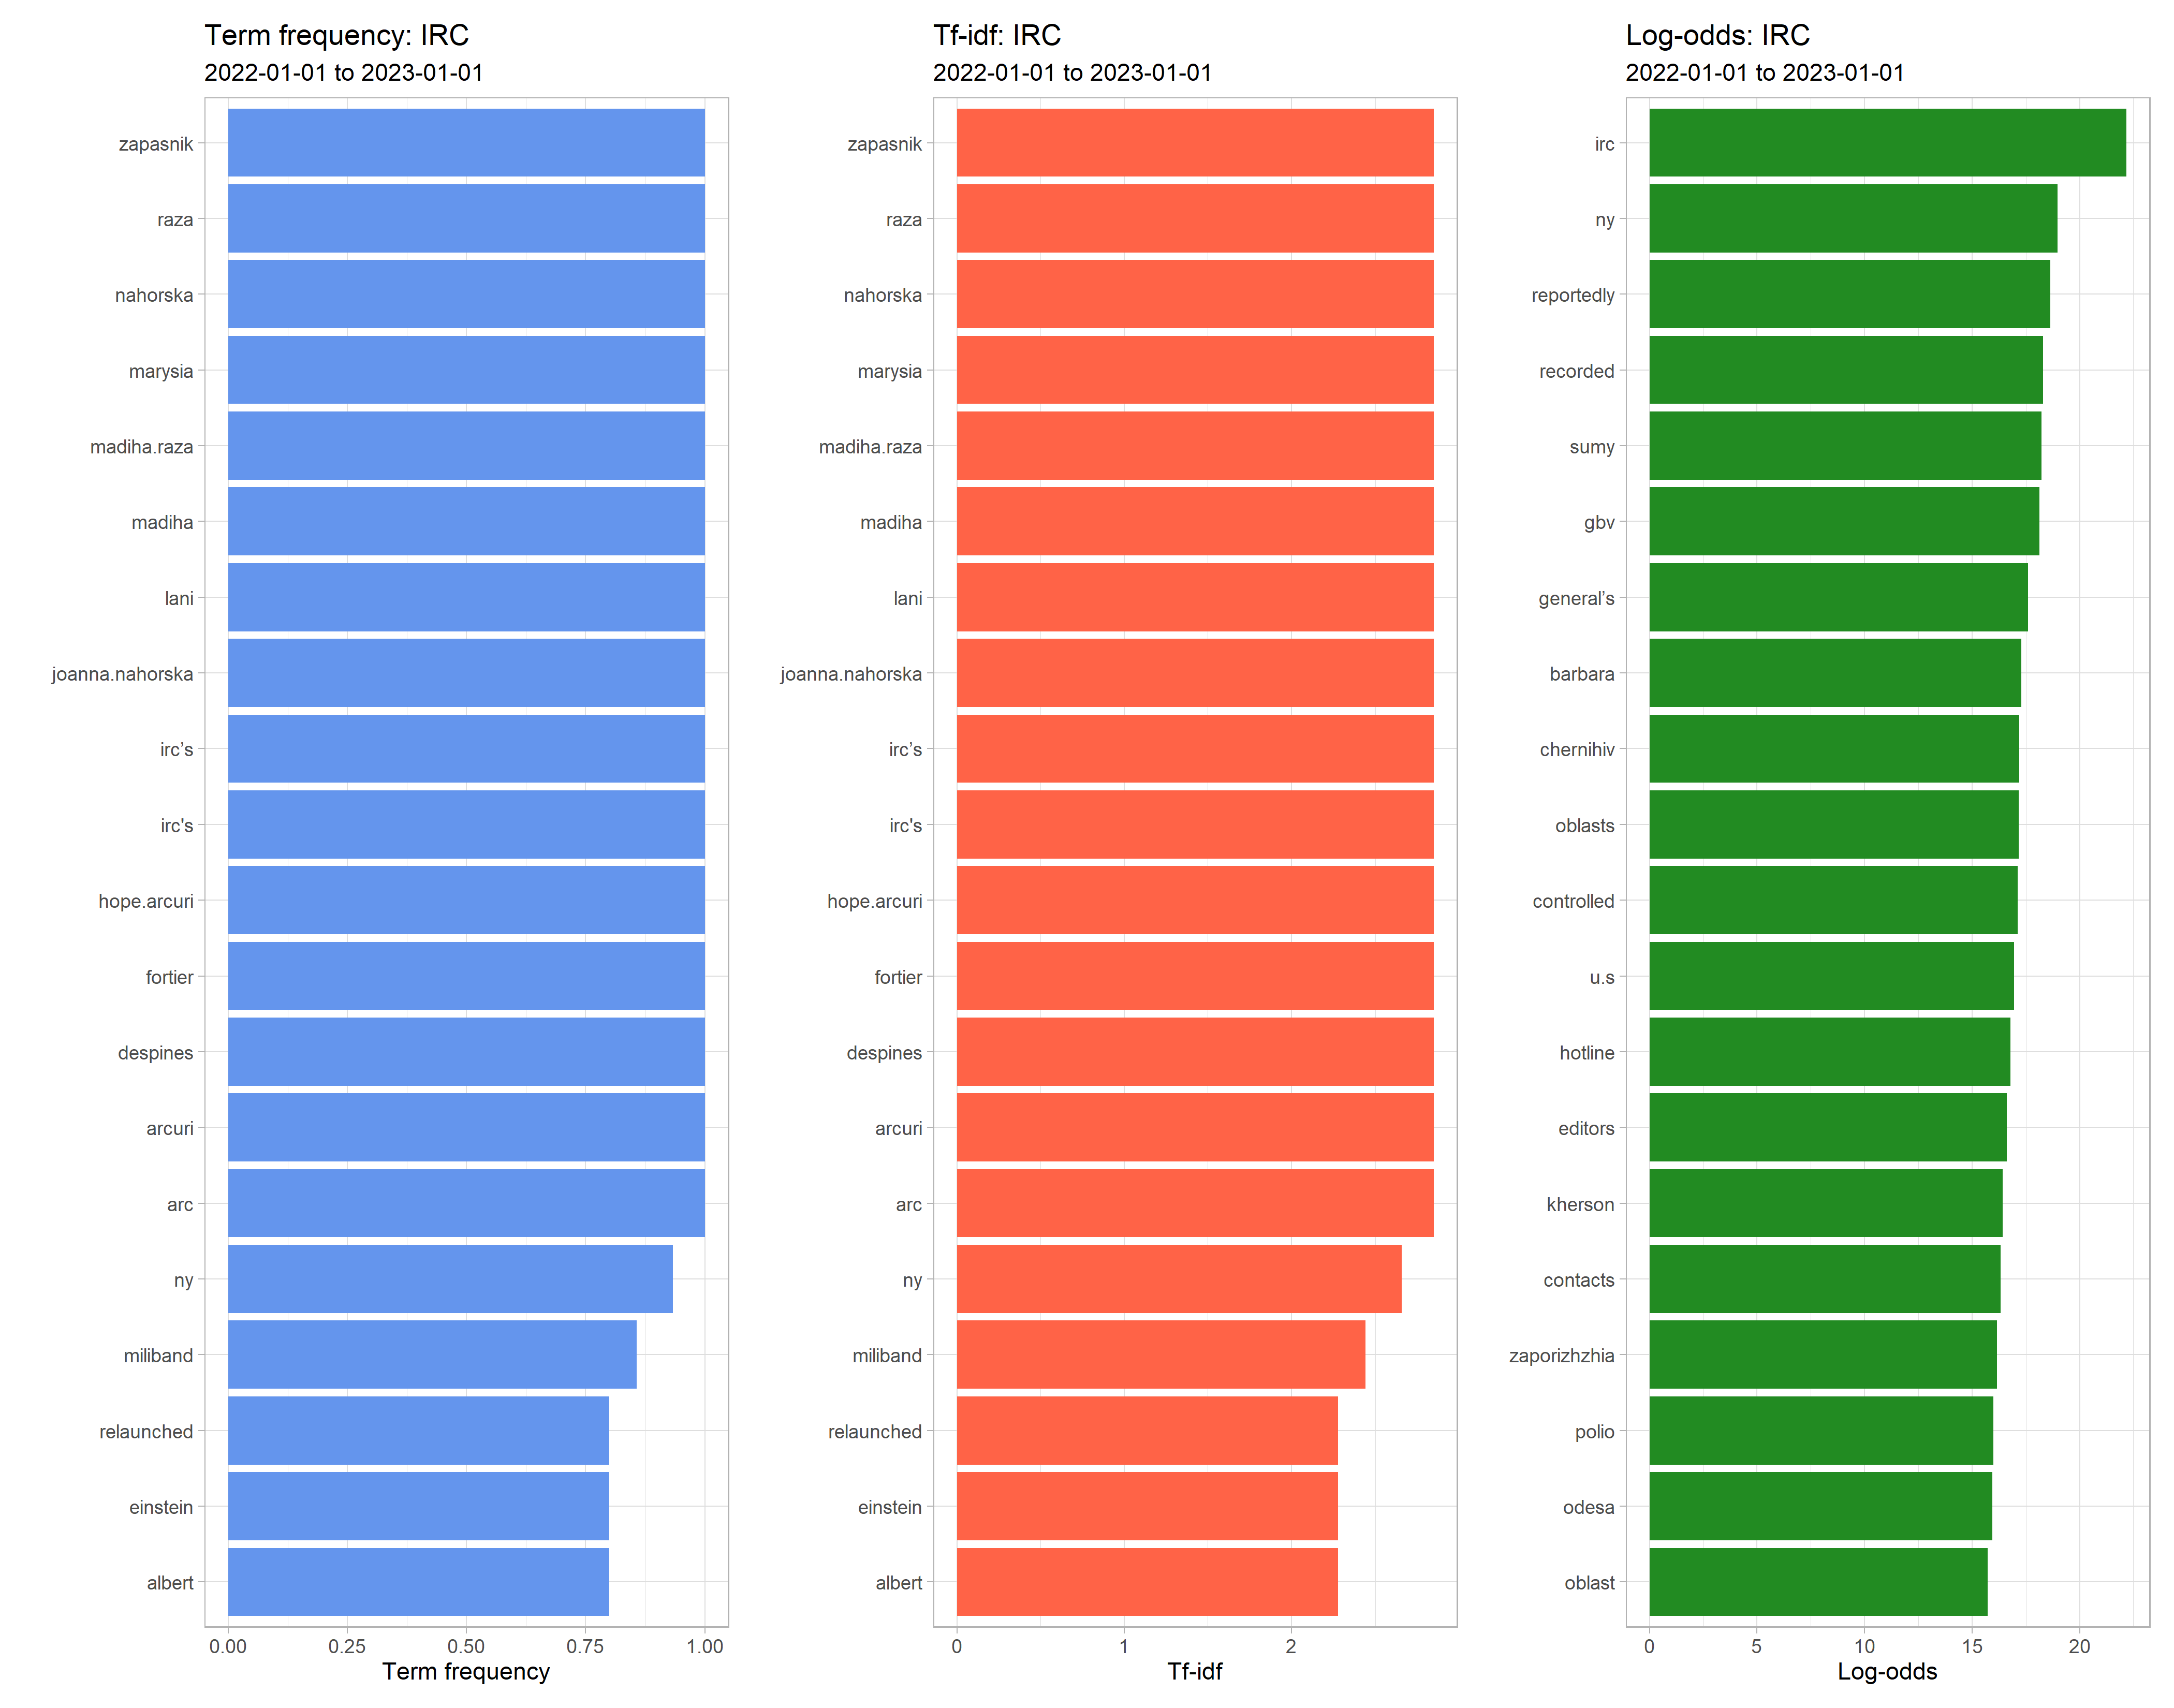 Term frequency: IRC
2022-01-01 to 2023-01-01
zapasnik
raza
nahorska
marysia
madiha.raza
madiha
lani
joanna.nahorska
irc’s
irc's
hope.arcuri
fortier
despines
arcuri
arc
ny
miliband
relaunched
einstein
albert
0.00 0.25 0.50 0.75 1.00
Term frequency
Tf-idf: IRC
2022-01-01 to 2023-01-01
zapasnik
raza
nahorska
marysia
madiha.raza
madiha
lani
joanna.nahorska
irc’s
irc's
hope.arcuri
fortier
despines
arcuri
arc
ny
miliband
relaunched
einstein
albert
0 1 2
Tf-idf
Log-odds: IRC
2022-01-01 to 2023-01-01
irc
ny
reportedly
recorded
sumy
gbv
general’s
barbara
chernihiv
oblasts
controlled
u.s
hotline
editors
kherson
contacts
zaporizhzhia
polio
odesa
oblast
0 5 10 15 20
Log-odds